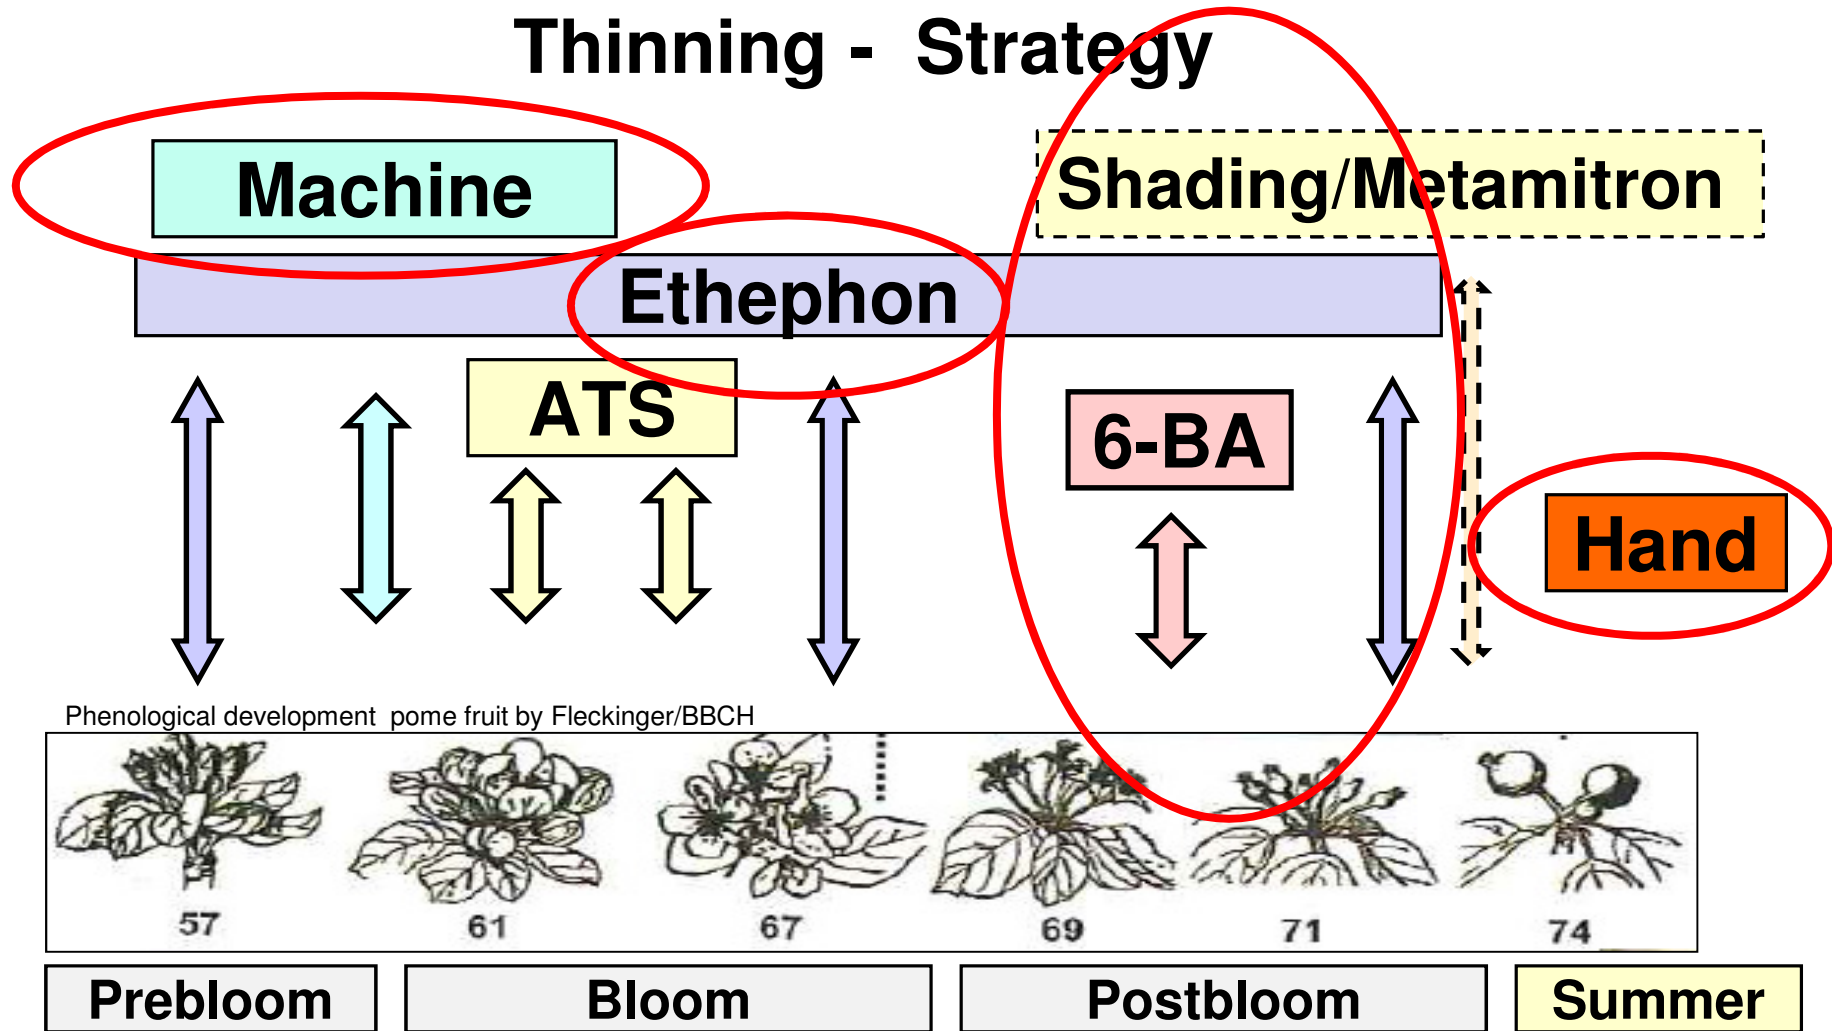 Thinning - Strategy
Machine
Shading/Metamitron
Ethephon
ATS
6-BA
Hand
Phenological development pome fruit by Fleckinger/BBCH
57 61 67 69 71 74
Prebloom Bloom Postbloom Summer